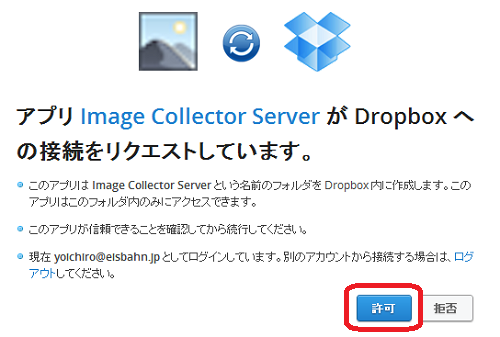 アプリ Image Collector Server が Dropbox へ
の接続をリクエストしています。
このアプリは Image Collector Server という名前のフォルダを Dropbox 内に作成します。この
アプリはこのフォルダ内のみにアクセスできます。
このアプリが信頼できることを確認してから続行してください。
現在 yoichiro@eisbahn.jp としてログインしています。別のアカウントから接続する場合は、ログ
アウトしてください。
許可 拒否